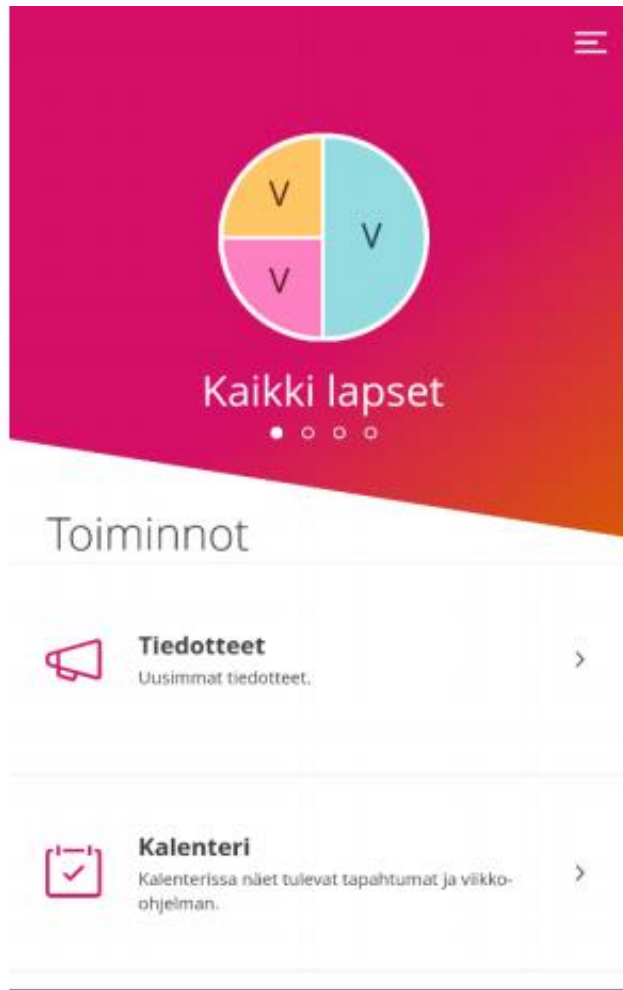 V
V
V
Kaikki lapset
Toiminnot
Tiedotteet
Uusimmat tiedotteet.
Kalenteri
Kalenterissa näet tulevat tapahtumat ja viikko-
ohjelman.